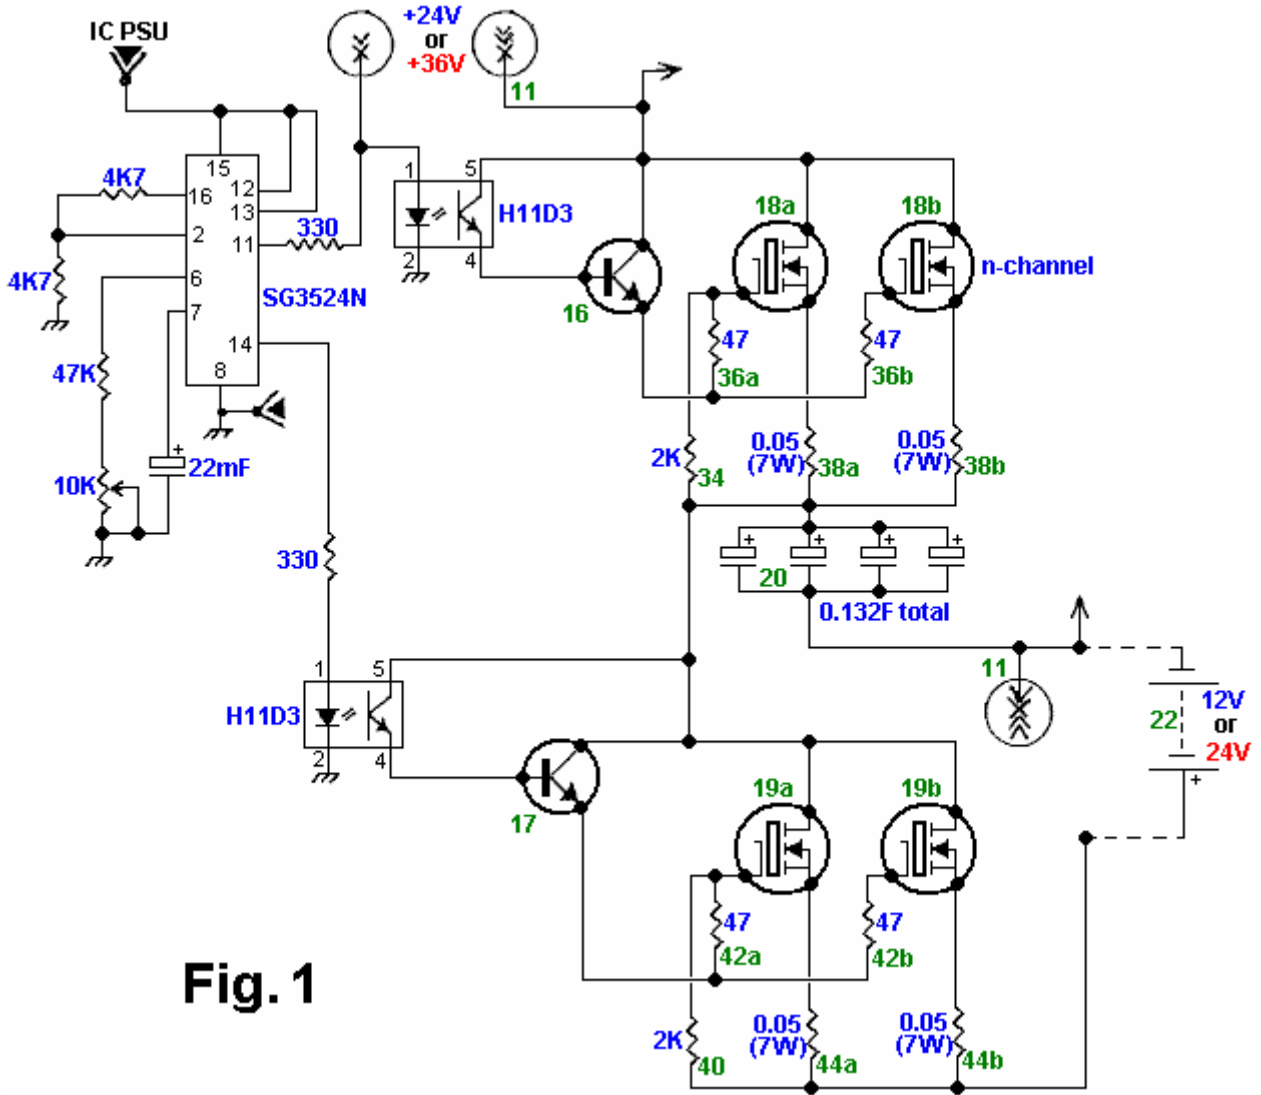 IC PSU
+24V
or
+36V
11
15
4K7
16
12
13
2
11
330
1
5
H11D3
2
4
4K7
6
7
SG3524N
14
8
47K
10K
22mF
18a
18b
n-channel
16
47
36a
47
36b
2K
34
0.05
(7W)
38a
0.05
(7W)
38b
20
0.132F total
330
1
5
H11D3
2
4
11
22
12V
or
24V
17
19a
19b
47
42a
47
42b
2K
40
0.05
(7W)
44a
0.05
(7W)
44b
+
+
+
+
+
+
Fig. 1